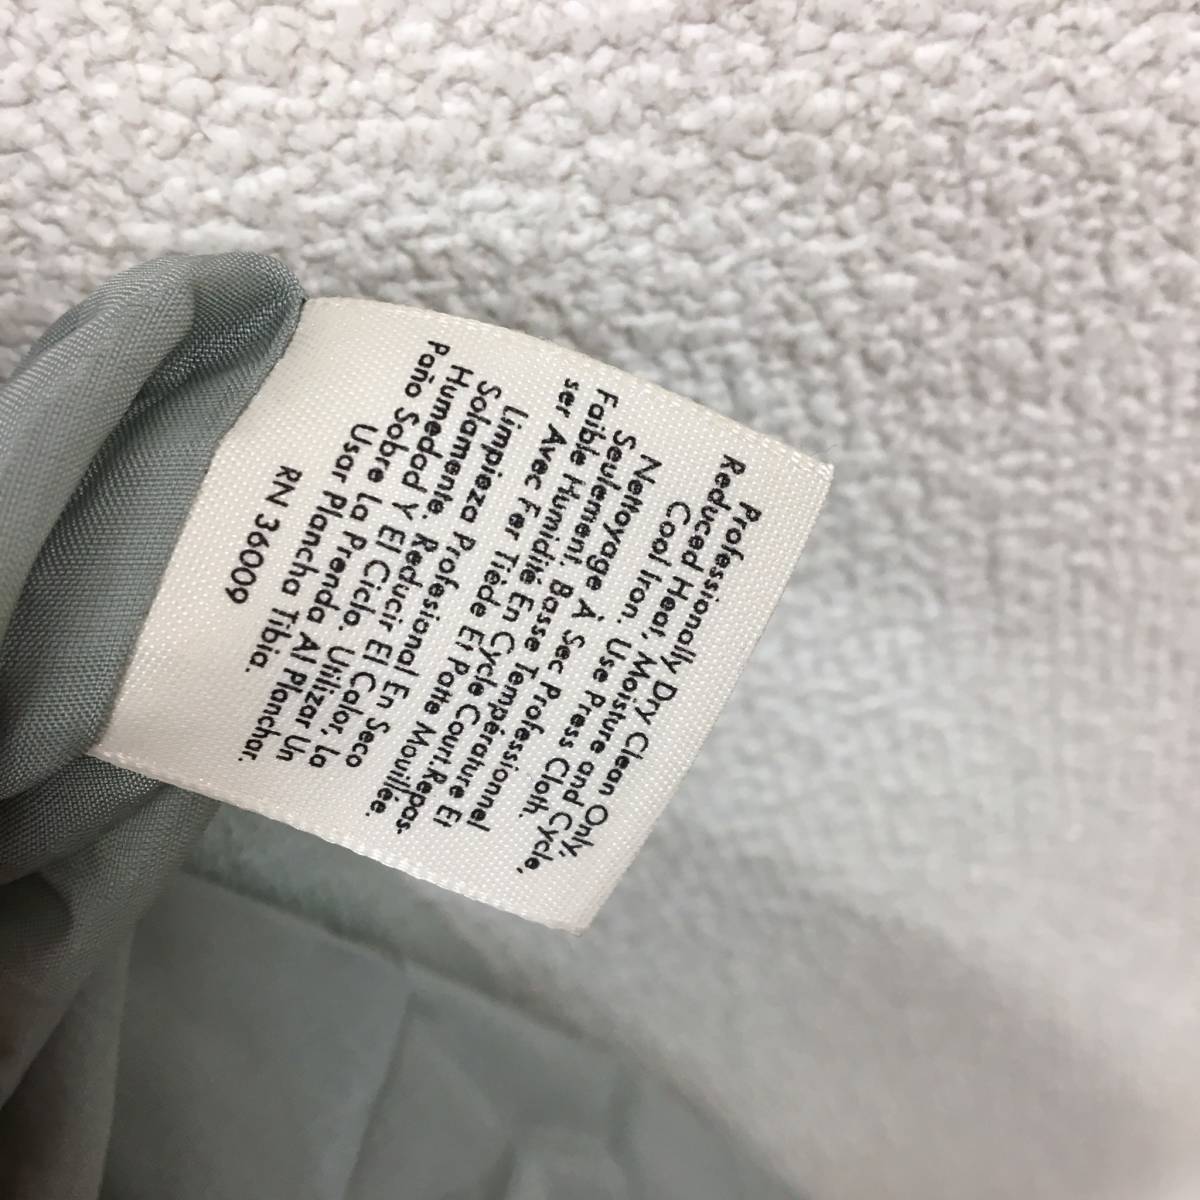 Professionally Dry Clean Only,
Reduced Heat, Moisture and Cycle,
Cool Iron. Use Press Cloth.
Nettoyage À Sec Professionnel
Seulement. Basse Température Et
Faible Humidité En Cycle Court.Repas-
ser Avec Fer Tiède Et Patte Mouillée.
Limpieza Profesional En Seco
Solamente. Reducir El Calor, La
Humedad Y El Ciclo. Utilizar Un
Paño Sobre La Prenda Al Planchar.
Usar Plancha Tibia.
RN 36009